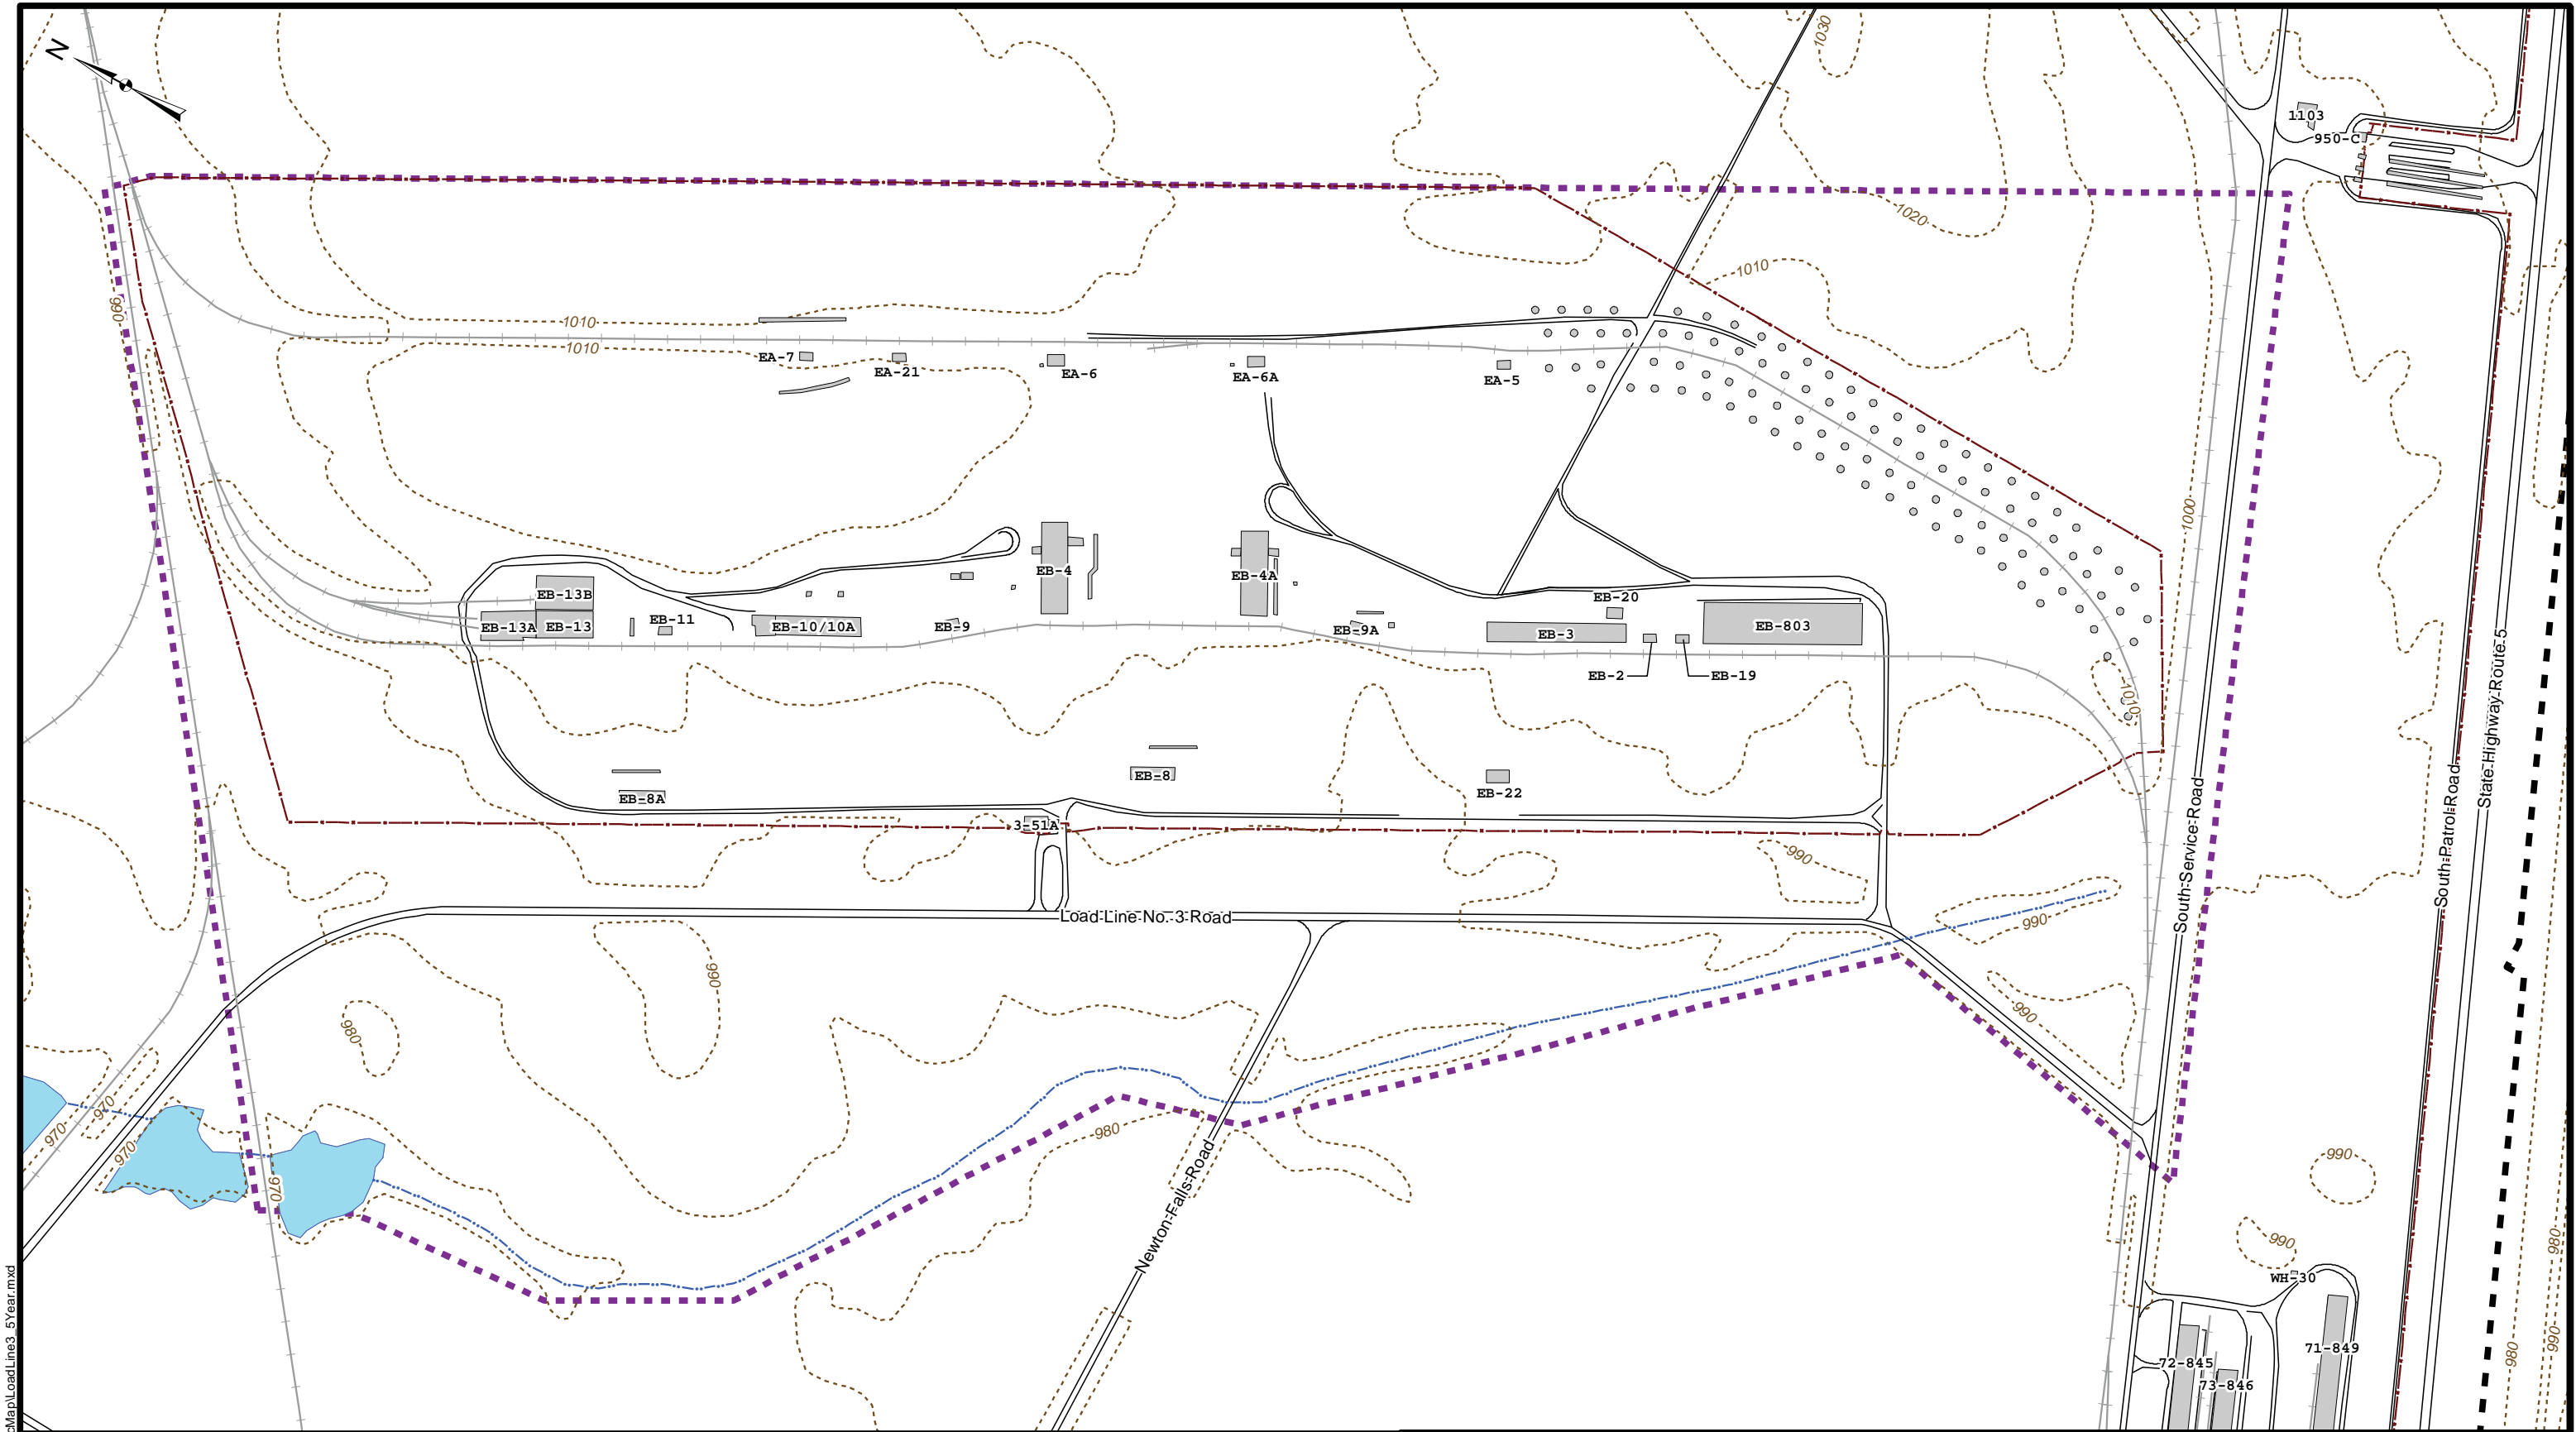 N
1030
1103
950-C
1020
1010
990
1010
1010
EA-7
EA-21
EA-6
EA-6A
EA-5
1000
EB-4
EB-4A
EB-13B
EB-20
EB-11
EB-13A
EB-13
EB-10/10A
EB-9
EB-9A
EB-3
EB-803
EB-2
EB-19
1010
State Highway Route 5
EB-8
EB-8A
EB-22
South Patrol Road
South Service Road
3-51A
990
Load Line No. 3 Road
990
990
980
990
970
970
970
980
970
Newton Falls Road
990
990
980
WH-30
990
980
71-849
72-845
73-846
cMap\LoadLine3_5Year.mxd